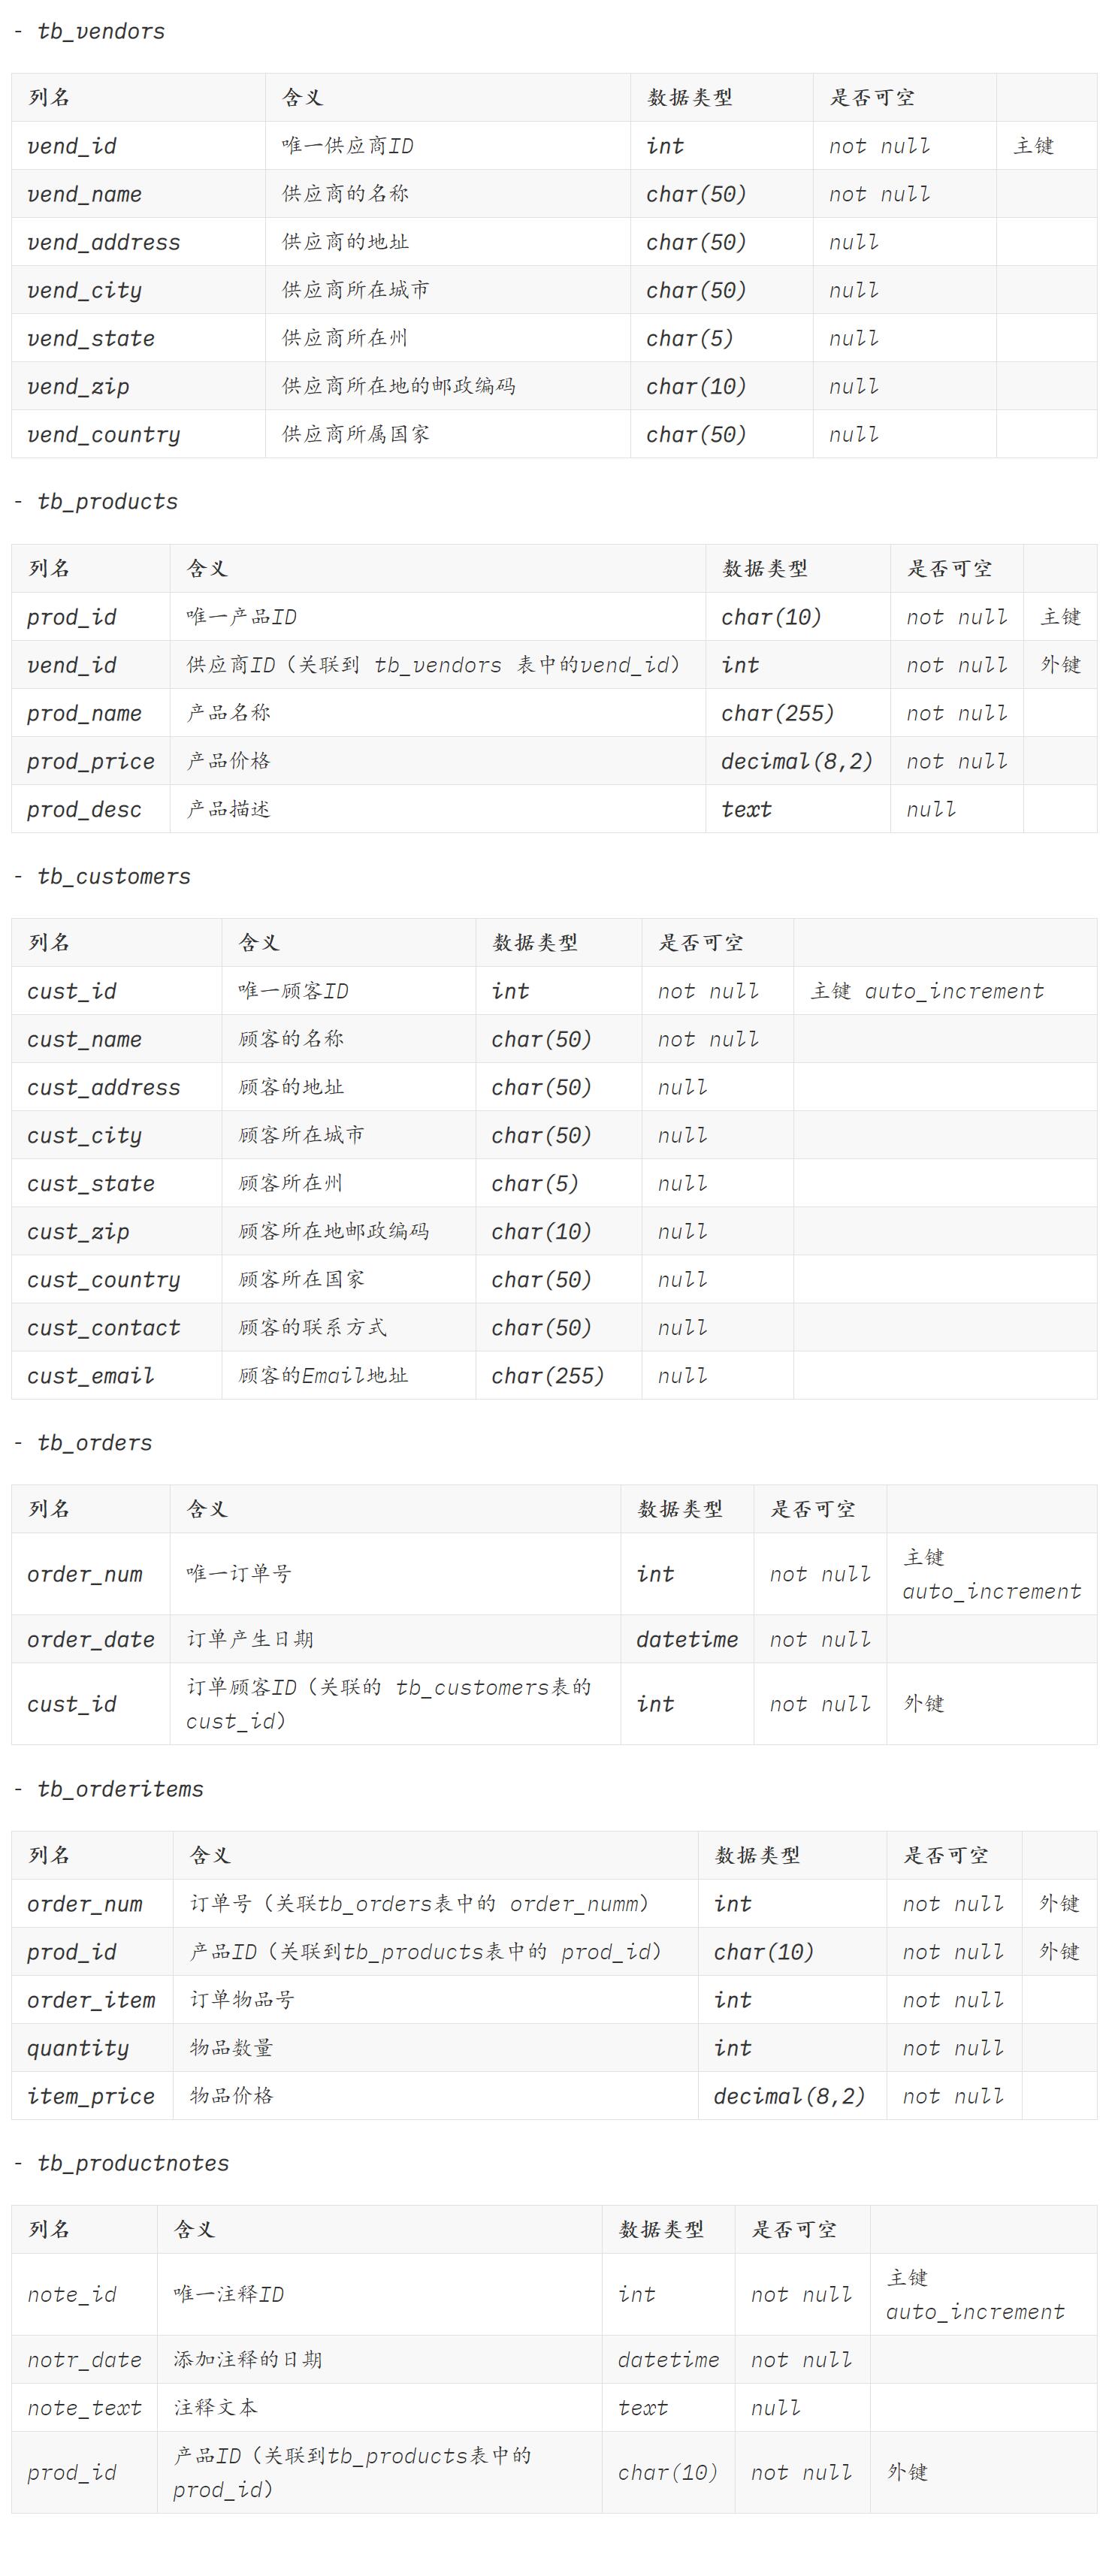 - tb_vendors
列名 含义 数据类型 是否可空
vend_id 唯一供应商ID int not null 主键
vend_name 供应商的名称 char(50) not null
vend_address 供应商的地址 char(50) null
vend_city 供应商所在城市 char(50) null
vend_state 供应商所在州 char(5) null
vend_zip 供应商所在地的邮政编码 char(10) null
vend_country 供应商所属国家 char(50) null
- tb_products
列名 含义 数据类型 是否可空
prod_id 唯一产品ID char(10) not null 主键
vend_id 供应商ID（关联到 tb_vendors 表中的vend_id） int not null 外键
prod_name 产品名称 char(255) not null
prod_price 产品价格 decimal(8,2) not null
prod_desc 产品描述 text null
- tb_customers
列名 含义 数据类型 是否可空
cust_id 唯一顾客ID int not null 主键 auto_increment
cust_name 顾客的名称 char(50) not null
cust_address 顾客的地址 char(50) null
cust_city 顾客所在城市 char(50) null
cust_state 顾客所在州 char(5) null
cust_zip 顾客所在地邮政编码 char(10) null
cust_country 顾客所在国家 char(50) null
cust_contact 顾客的联系方式 char(50) null
cust_email 顾客的Email地址 char(255) null
- tb_orders
列名 含义 数据类型 是否可空
order_num 唯一订单号 int not null 主键
auto_increment
order_date 订单产生日期 datetime not null
cust_id 订单顾客ID（关联的 tb_customers表的
cust_id） int not null 外键
- tb_orderitems
列名 含义 数据类型 是否可空
order_num 订单号（关联tb_orders表中的 order_numm） int not null 外键
prod_id 产品ID（关联到tb_products表中的 prod_id） char(10) not null 外键
order_item 订单物品号 int not null
quantity 物品数量 int not null
item_price 物品价格 decimal(8,2) not null
- tb_productnotes
列名 含义 数据类型 是否可空
note_id 唯一注释ID int not null 主键
auto_increment
notr_date 添加注释的日期 datetime not null
note_text 注释文本 text null
prod_id 产品ID（关联到tb_products表中的
prod_id） char(10) not null 外键